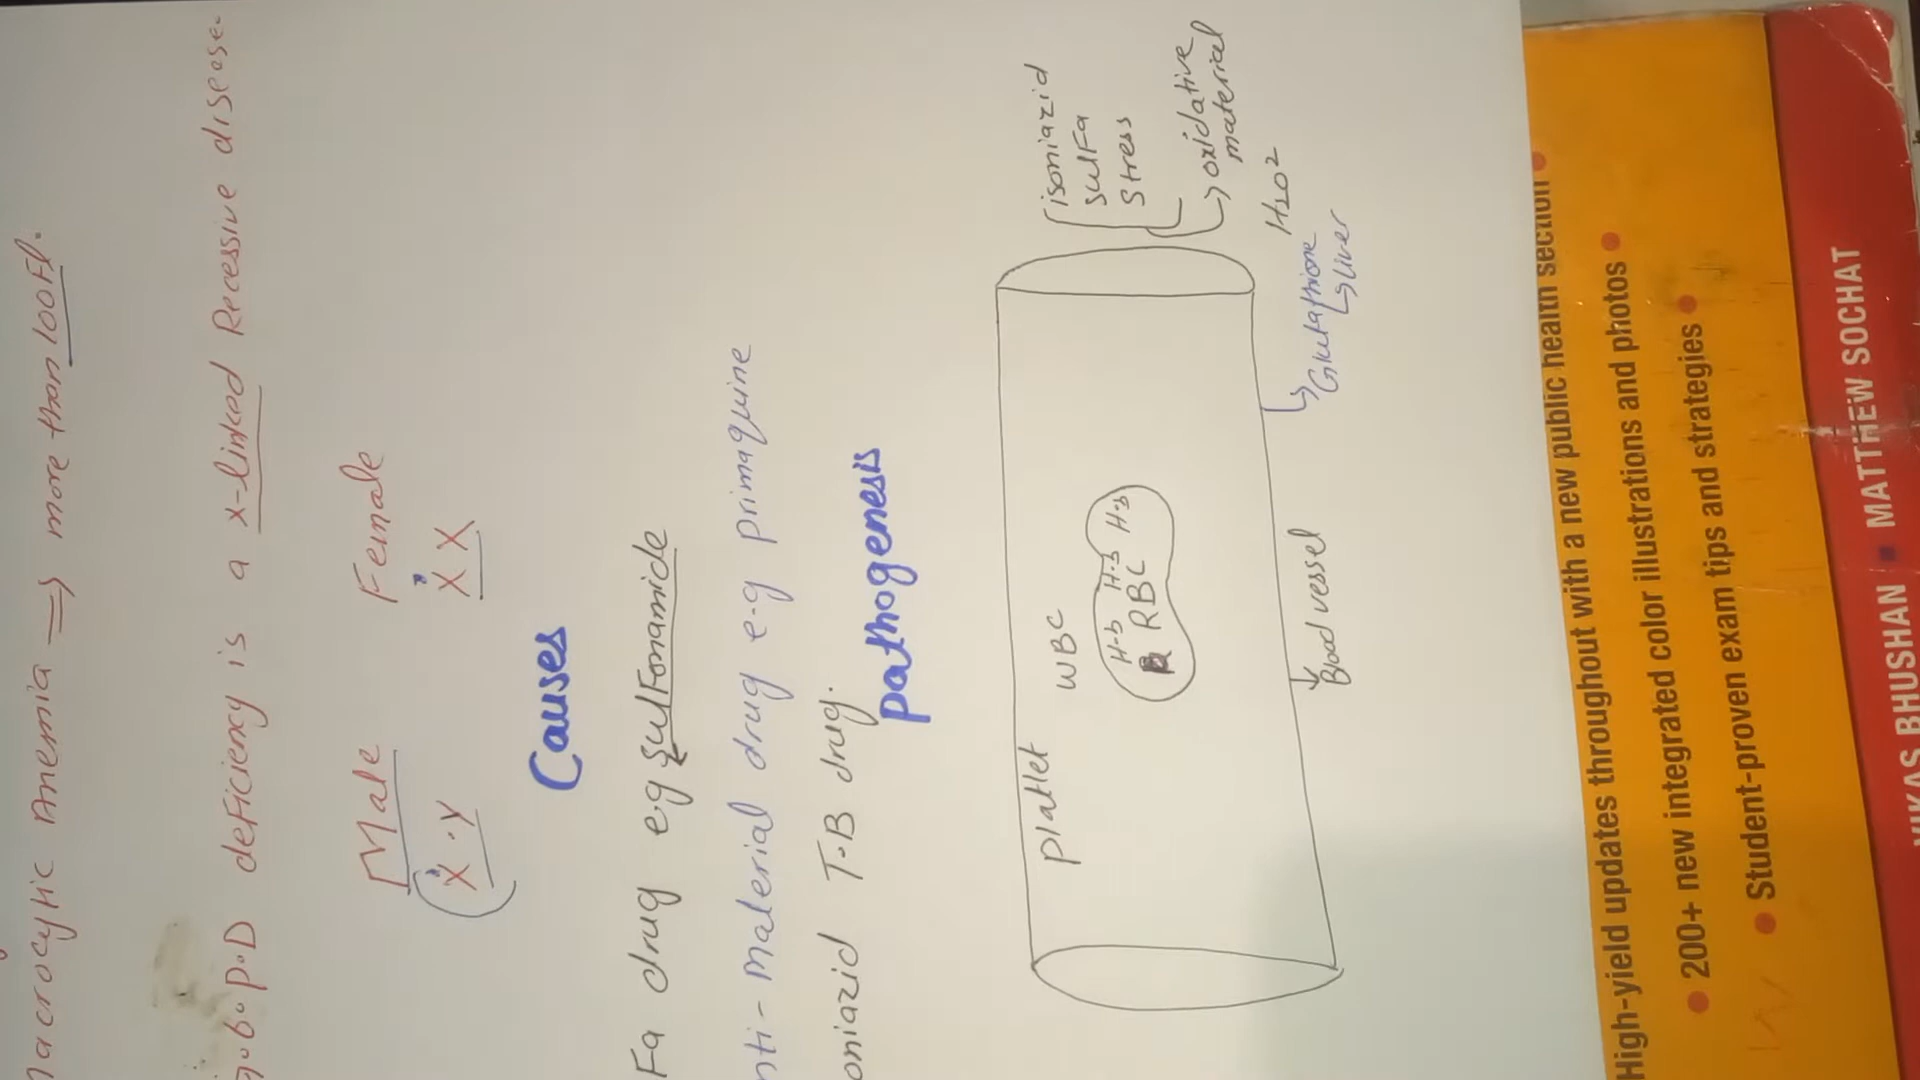 acrocytic Anemia ⇒ more than 100Fl.
6.P.D deficiency is a x-linked Recessive disease.
Male Female
X.Y X X
Causes
Fa drug e.g Sulfonamide
nti-malerial drug e.g primaquine
oniazid T.B drug.
pathogenesis
isoniazid
sulfa
stress
oxidative
material
H2O2
Glutathione
liver
platlet
WBC
H-b H-b H-b
RBC
Blood vessel
High-yield updates throughout with a new public health section
200+ new integrated color illustrations and photos
Student-proven exam tips and strategies
VIKAS BHUSHAN MATTHEW SOCHAT